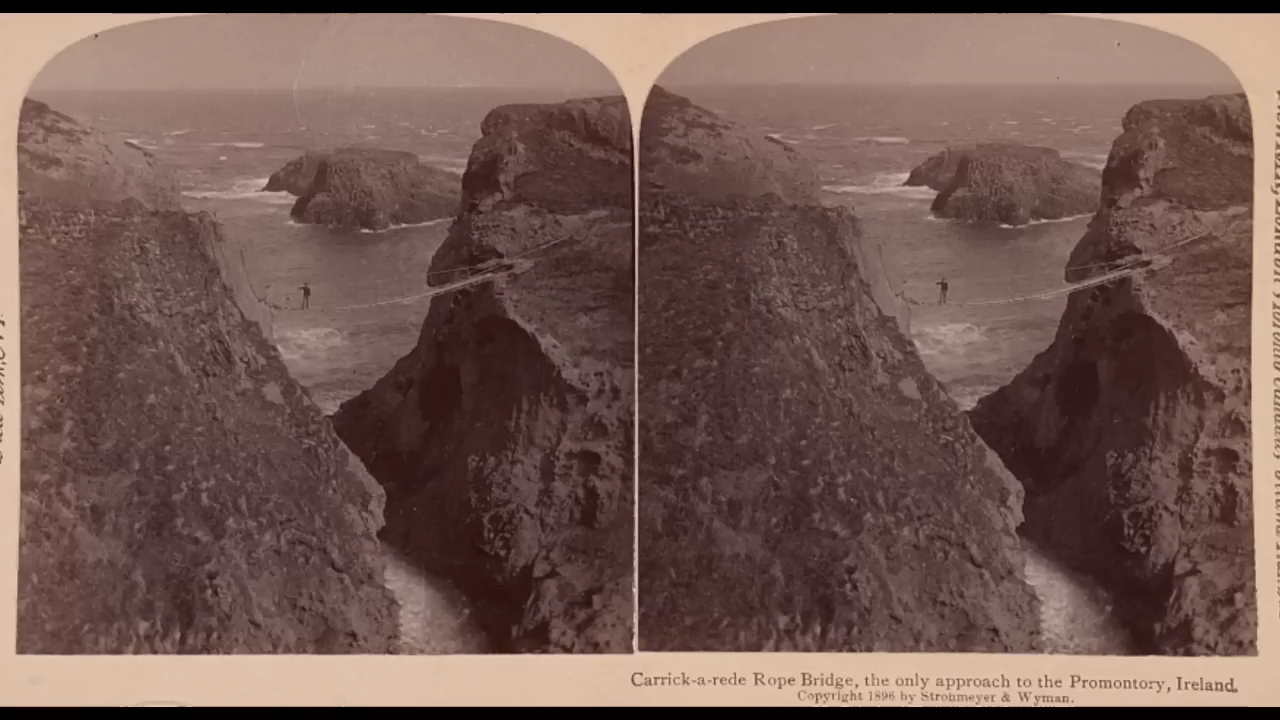 Carrick-a-rede Rope Bridge, the only approach to the Promontory, Ireland.
Copyright 1896 by Strohmeyer & Wyman.